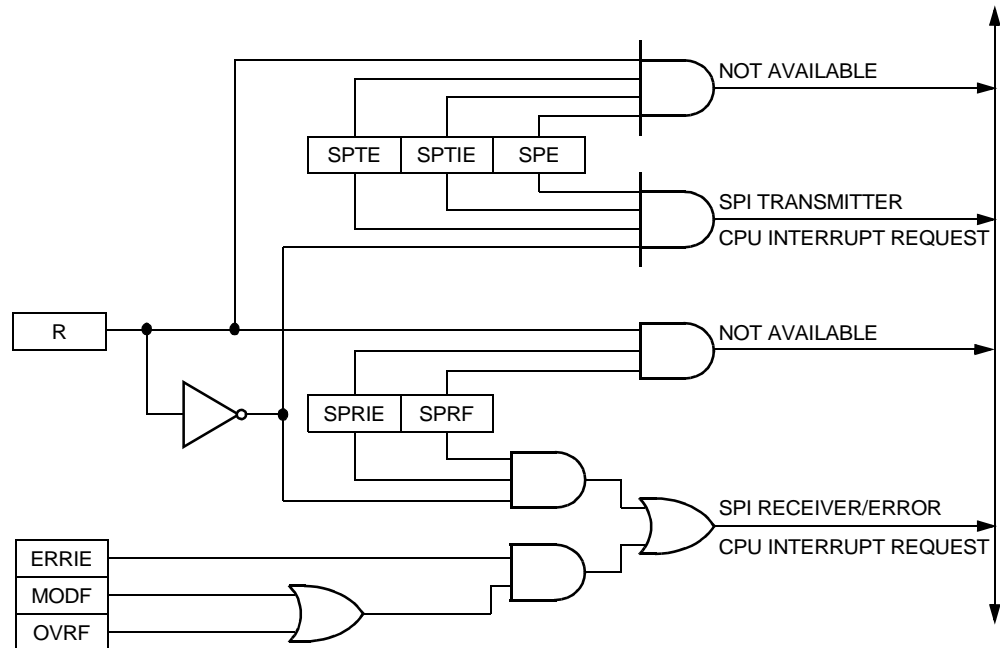 NOT AVAILABLE
SPTE SPTIE SPE
SPI TRANSMITTER
CPU INTERRUPT REQUEST
R
NOT AVAILABLE
SPRIE SPRF
SPI RECEIVER/ERROR
CPU INTERRUPT REQUEST
ERRIE
MODF
OVRF